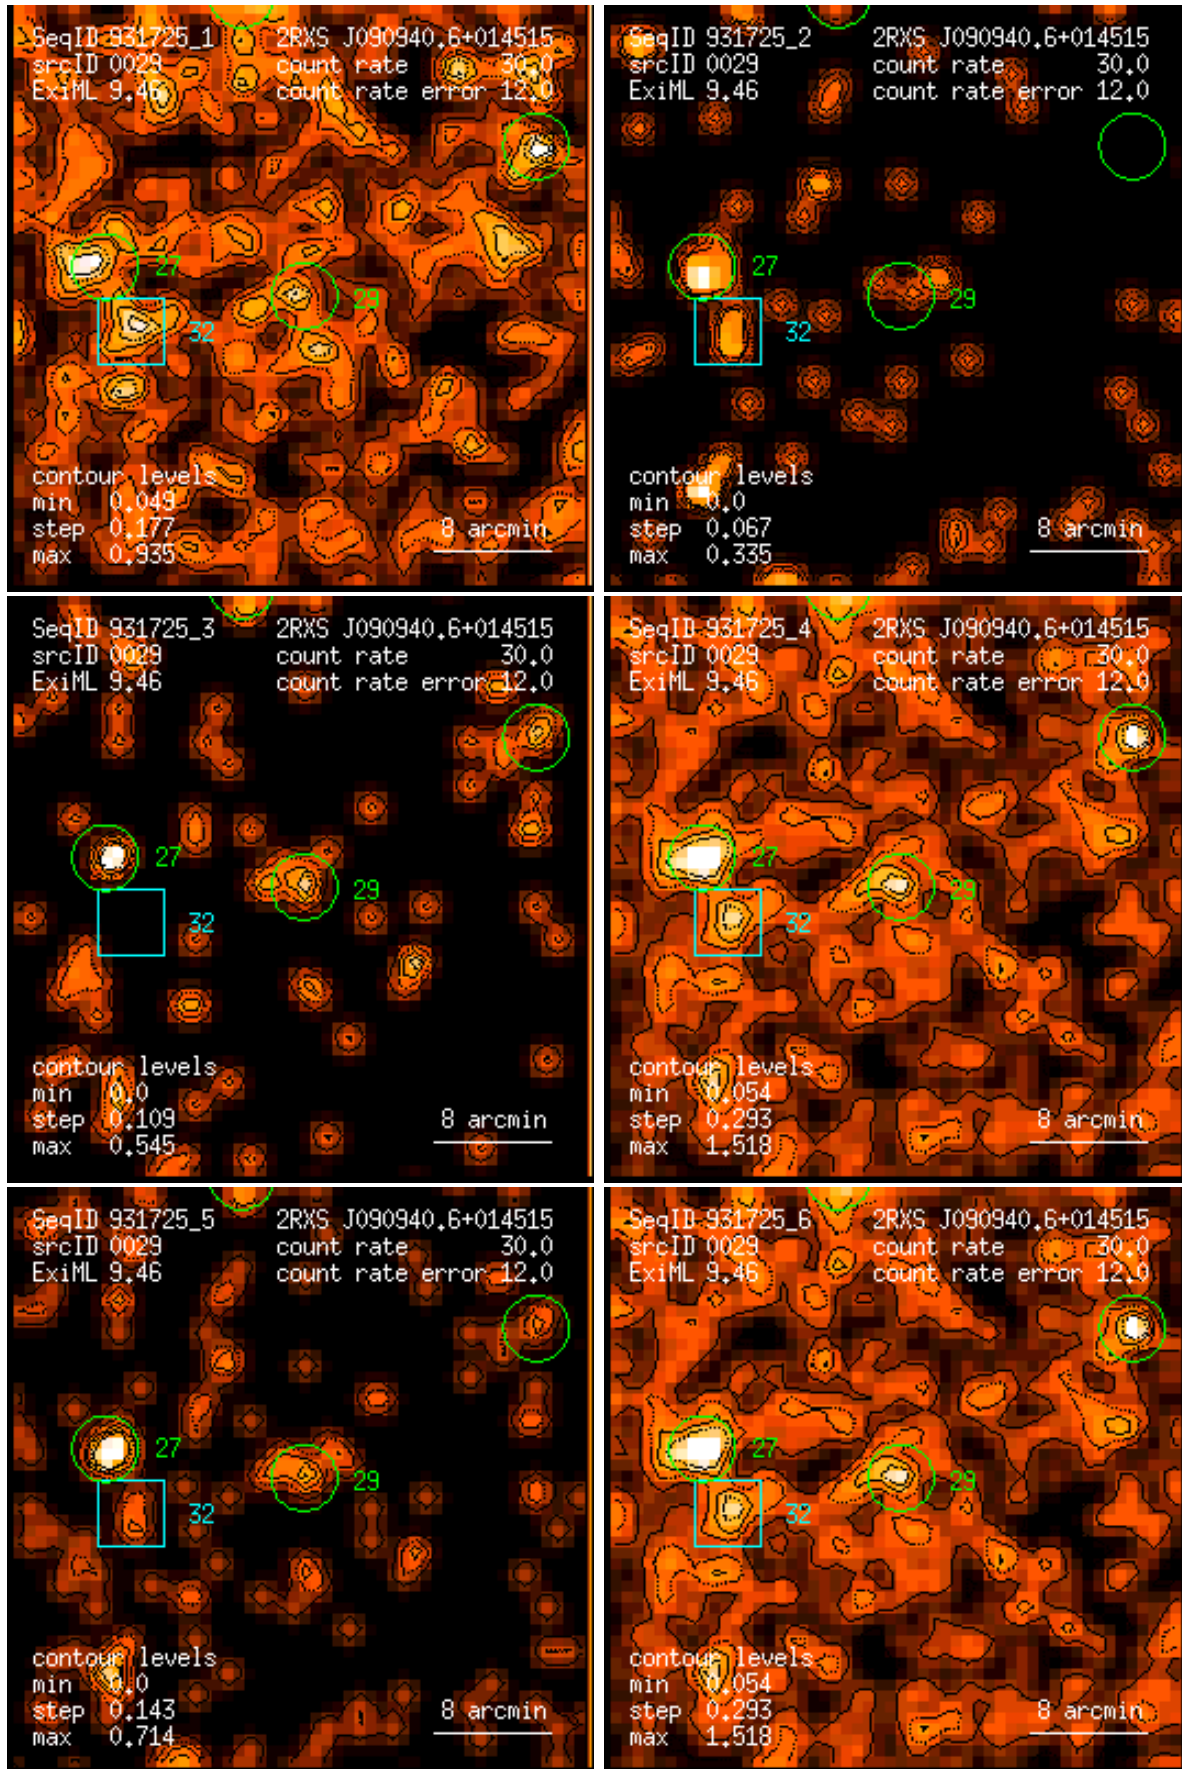 SeqID 931725_1 2RXS J090940.6+014515
srcID 0029 count rate 30.0
ExiML 9.46 count rate error 12.0
27
29
32
contour levels
min 0.049
step 0.177 8 arcmin
max 0.935
SeqID 931725_2 2RXS J090940.6+014515
srcID 0029 count rate 30.0
ExiML 9.46 count rate error 12.0
27
29
32
contour levels
min 0.0
step 0.067 8 arcmin
max 0.335
SeqID 931725_3 2RXS J090940.6+014515
srcID 0029 count rate 30.0
ExiML 9.46 count rate error 12.0
27
29
32
contour levels
min 0.0
step 0.109 8 arcmin
max 0.545
SeqID 931725_4 2RXS J090940.6+014515
srcID 0029 count rate 30.0
ExiML 9.46 count rate error 12.0
27
29
32
contour levels
min 0.054
step 0.293 8 arcmin
max 1.518
SeqID 931725_5 2RXS J090940.6+014515
srcID 0029 count rate 30.0
ExiML 9.46 count rate error 12.0
27
29
32
contour levels
min 0.0
step 0.143 8 arcmin
max 0.714
SeqID 931725_6 2RXS J090940.6+014515
srcID 0029 count rate 30.0
ExiML 9.46 count rate error 12.0
27
29
32
contour levels
min 0.054
step 0.293 8 arcmin
max 1.518